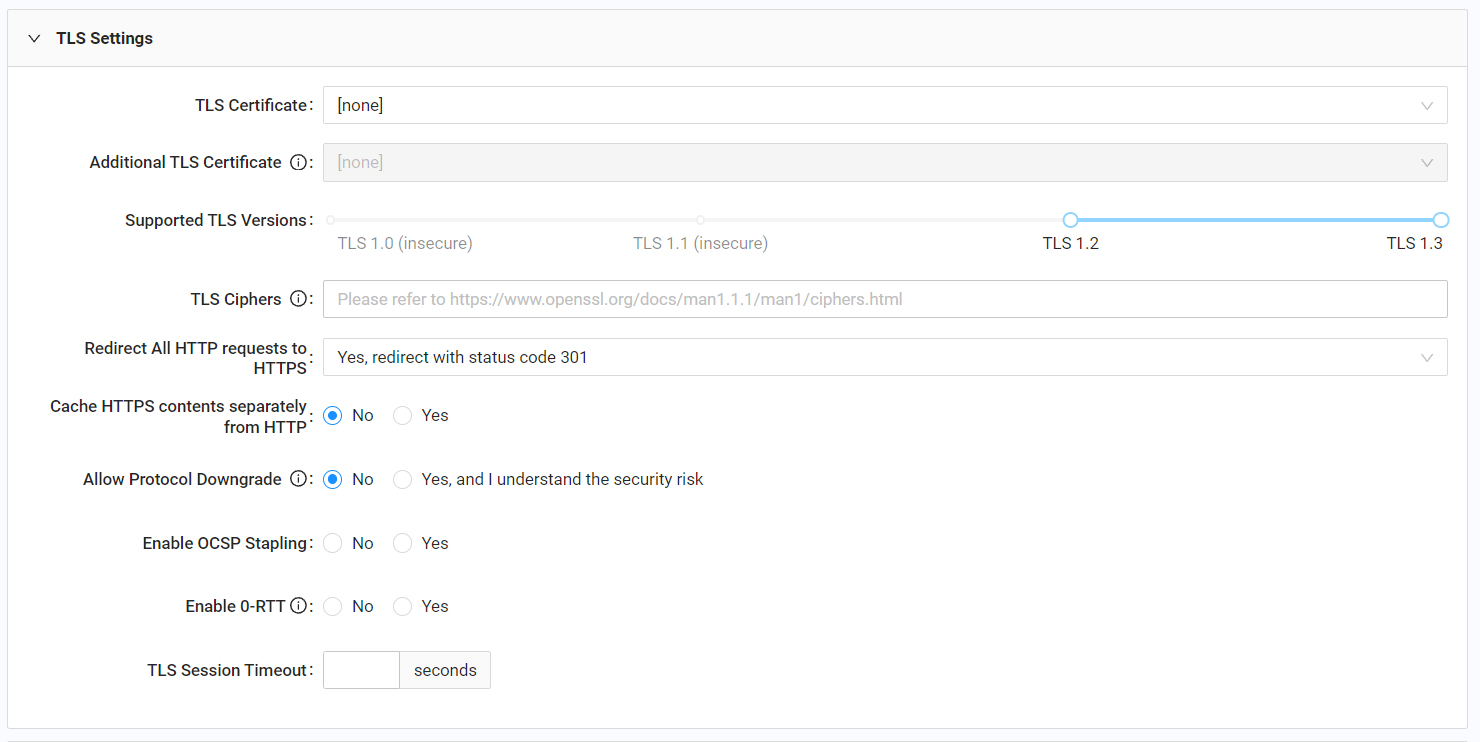 TLS Settings
TLS Certificate: [none]
Additional TLS Certificate : [none]
Supported TLS Versions:
TLS 1.0 (insecure) TLS 1.1 (insecure) TLS 1.2 TLS 1.3
TLS Ciphers : Please refer to https://www.openssl.org/docs/man1.1.1/man1/ciphers.html
Redirect All HTTP requests to
HTTPS: Yes, redirect with status code 301
Cache HTTPS contents separately
from HTTP: No Yes
Allow Protocol Downgrade : No Yes, and I understand the security risk
Enable OCSP Stapling: No Yes
Enable 0-RTT : No Yes
TLS Session Timeout: seconds